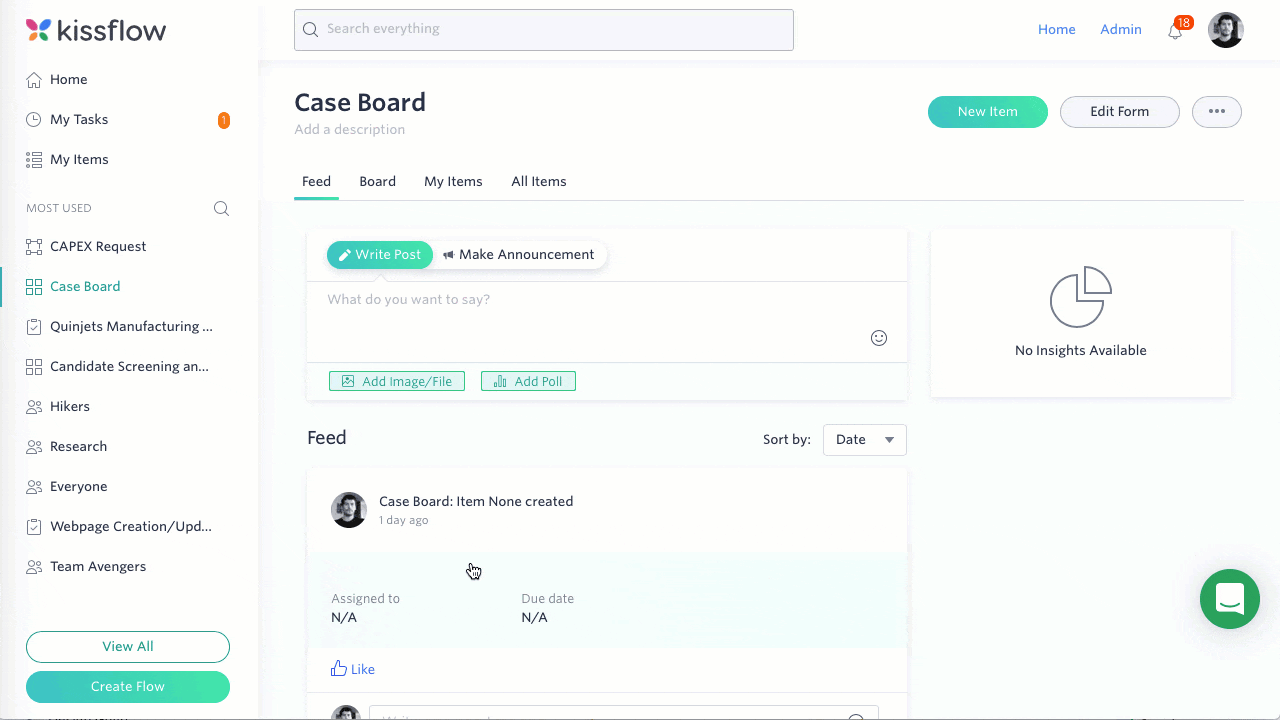 kissflow
Search everything
Home
Admin
18
Home
My Tasks
1
My Items
MOST USED
CAPEX Request
Case Board
Quinjets Manufacturing ...
Candidate Screening an...
Hikers
Research
Everyone
Webpage Creation/Upd...
Team Avengers
View All
Create Flow
Case Board
Add a description
New Item
Edit Form
Feed
Board
My Items
All Items
Write Post
Make Announcement
What do you want to say?
Add Image/File
Add Poll
No Insights Available
Feed
Sort by:
Date
Case Board: Item None created
1 day ago
Assigned to
N/A
Due date
N/A
Like